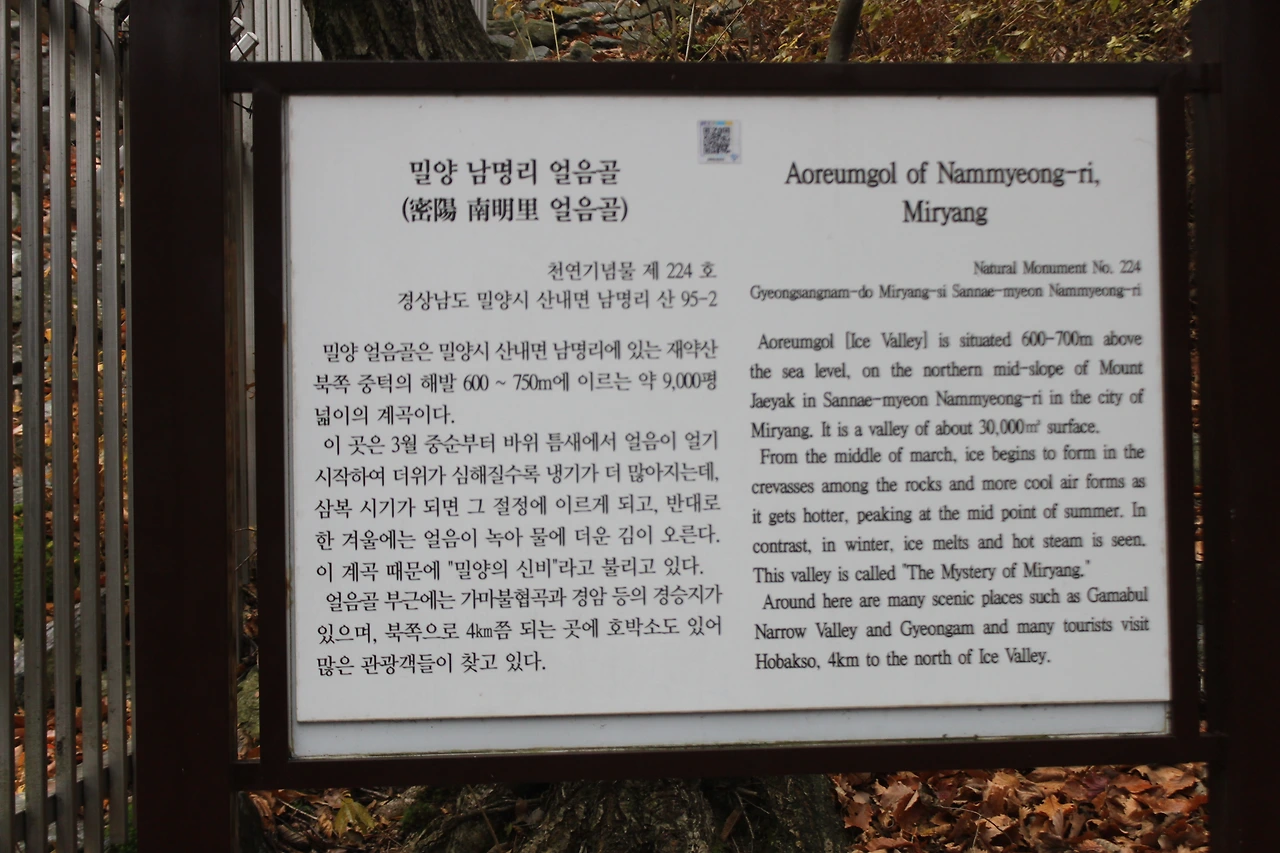 밀양 남명리 얼음골
(密陽 南明里 얼음골)
천연기념물 제 224 호
경상남도 밀양시 산내면 남명리 산 95-2
밀양 얼음골은 밀양시 산내면 남명리에 있는 재약산
북쪽 중턱의 해발 600 ~ 750m에 이르는 약 9,000평
넓이의 계곡이다.
이 곳은 3월 중순부터 바위 틈새에서 얼음이 얼기
시작하여 더위가 심해질수록 냉기가 더 많아지는데,
삼복 시기가 되면 그 절정에 이르게 되고, 반대로
한 겨울에는 얼음이 녹아 물에 더운 김이 오른다.
이 계곡 때문에 "밀양의 신비"라고 불리고 있다.
얼음골 부근에는 가마불협곡과 경암 등의 경승지가
있으며, 북쪽으로 4㎞쯤 되는 곳에 호박소도 있어
많은 관광객들이 찾고 있다.
Aoreumgol of Nammyeong-ri,
Miryang
Natural Monument No. 224
Gyeongsangnam-do Miryang-si Sannae-myeon Nammyeong-ri
Aoreumgol [Ice Valley] is situated 600-700m above
the sea level, on the northern mid-slope of Mount
Jaeyak in Sannae-myeon Nammyeong-ri in the city of
Miryang. It is a valley of about 30,000㎡ surface.
From the middle of march, ice begins to form in the
crevasses among the rocks and more cool air forms as
it gets hotter, peaking at the mid point of summer. In
contrast, in winter, ice melts and hot steam is seen.
This valley is called "The Mystery of Miryang."
Around here are many scenic places such as Gamabul
Narrow Valley and Gyeongam and many tourists visit
Hobakso, 4km to the north of Ice Valley.